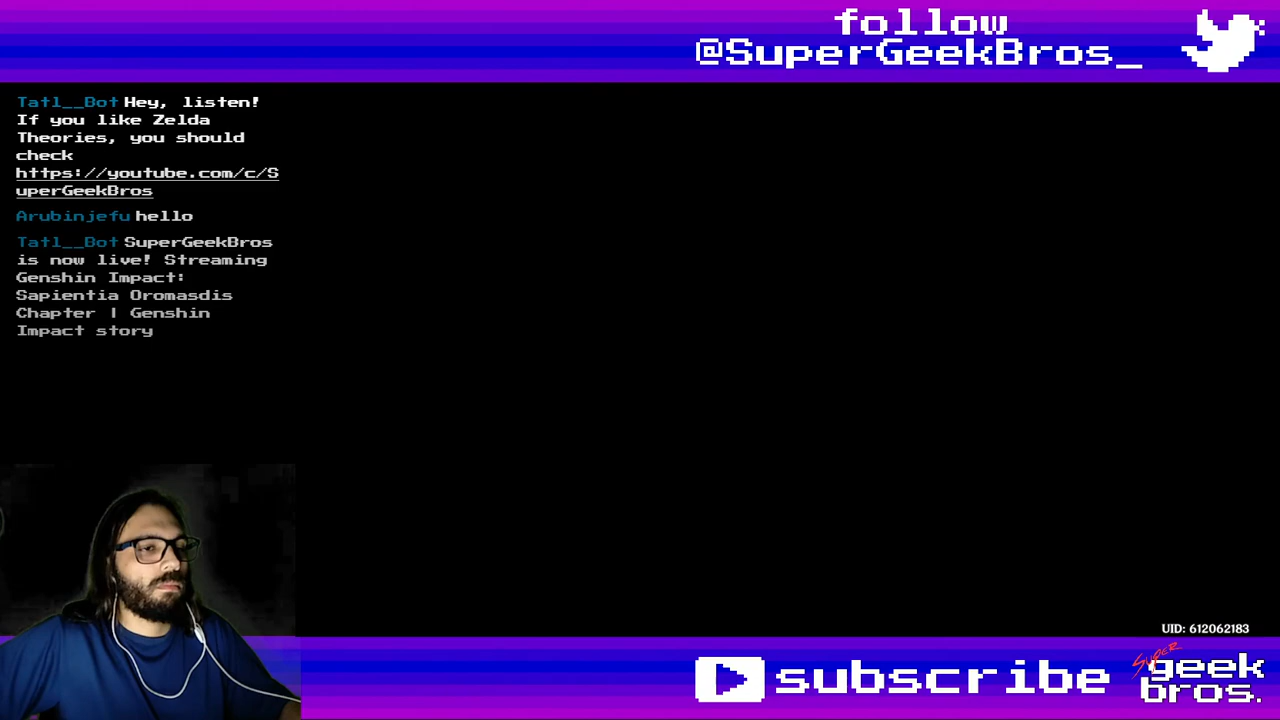 follow
@SuperGeekBros_
Tatl__Bot Hey, listen!
If you like Zelda
Theories, you should
check
https://youtube.com/c/S
uperGeekBros
Arubinjefu hello
Tatl__Bot SuperGeekBros
is now live! Streaming
Genshin Impact:
Sapientia Oromasdis
Chapter | Genshin
Impact story
UID: 612062183
subscribe
SUPER
geek
bros.